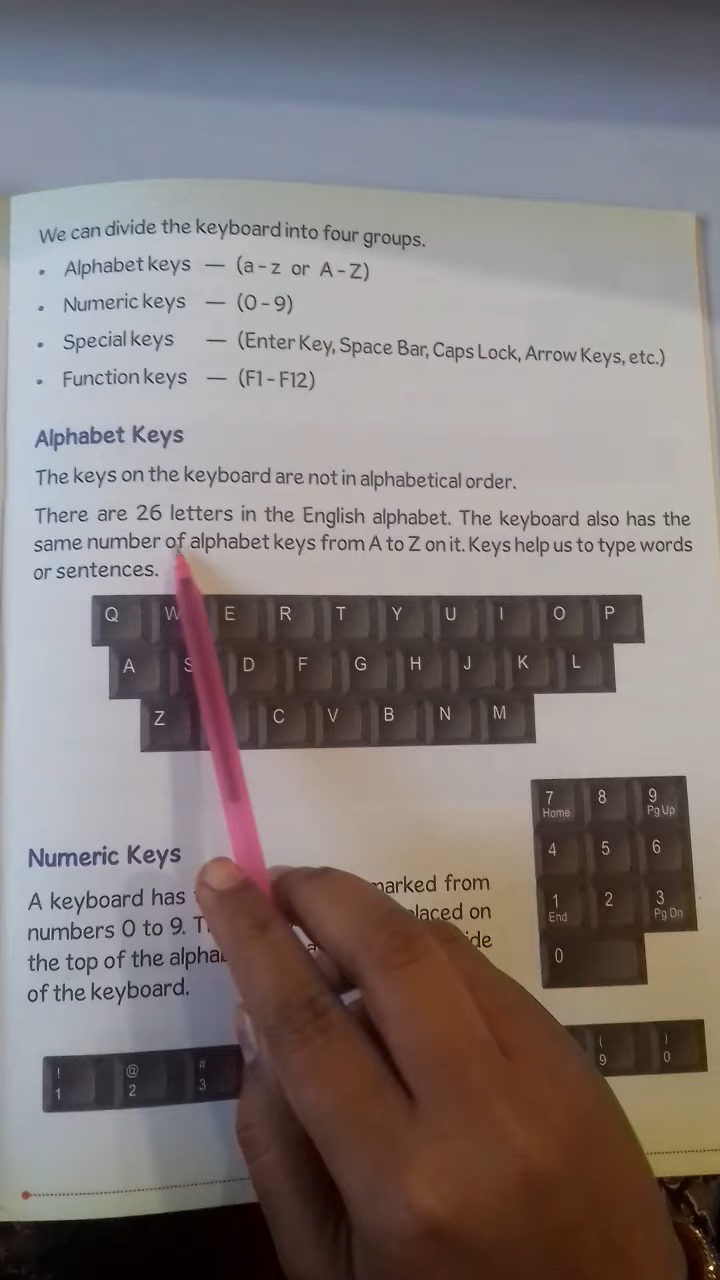 We can divide the keyboard into four groups.
• Alphabet keys — (a-z or A-Z)
• Numeric keys — (0-9)
• Special keys — (Enter Key, Space Bar, Caps Lock, Arrow Keys, etc.)
• Function keys — (F1-F12)
Alphabet Keys
The keys on the keyboard are not in alphabetical order.
There are 26 letters in the English alphabet. The keyboard also has the
same number of alphabet keys from A to Z on it. Keys help us to type words
or sentences.
Q W E R T Y U I O P
A S D F G H J K L
Z C V B N M
7 8 9
Home Pg Up
4 5 6
1 2 3
End Pg Dn
0
Numeric Keys
A keyboard has marked from
numbers 0 to 9. laced on
the top of the alpha
of the keyboard.
! @ # ( )
1 2 3 9 0